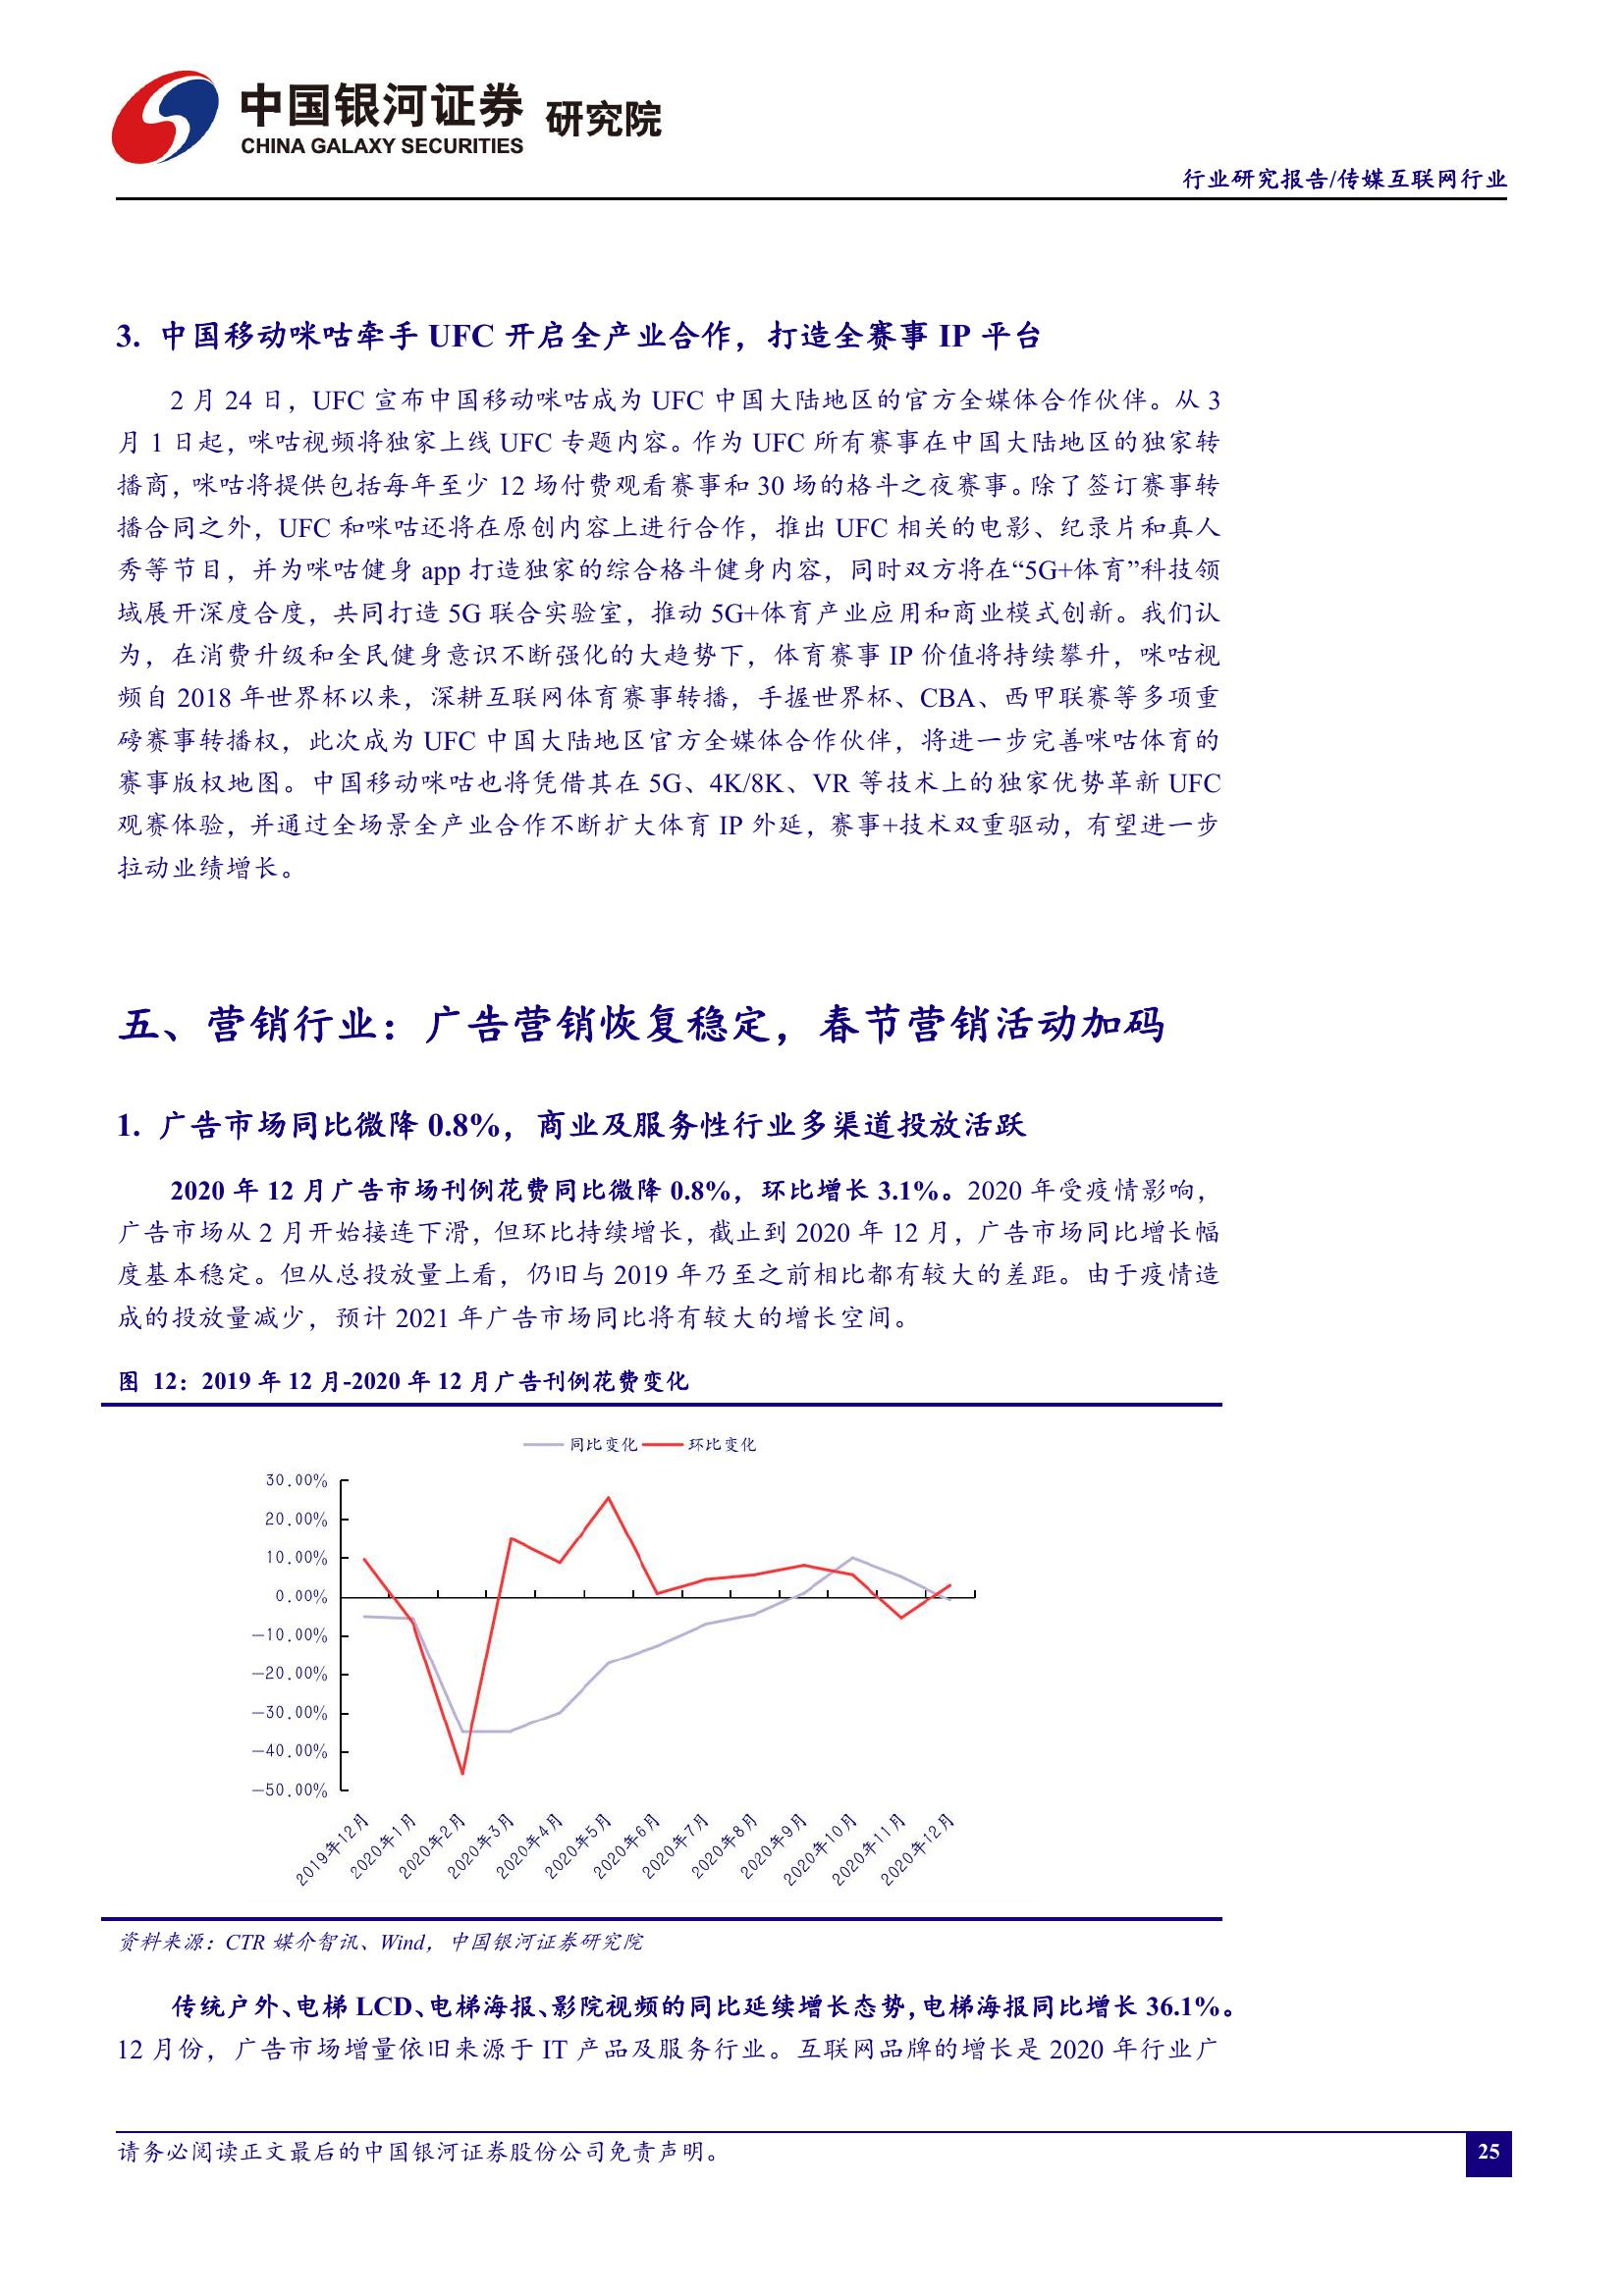 中国银河证券 研究院
CHINA GALAXY SECURITIES
行业研究报告/传媒互联网行业
3. 中国移动咪咕牵手 UFC 开启全产业合作，打造全赛事 IP 平台
2 月 24 日，UFC 宣布中国移动咪咕成为 UFC 中国大陆地区的官方全媒体合作伙伴。从 3
月 1 日起，咪咕视频将独家上线 UFC 专题内容。作为 UFC 所有赛事在中国大陆地区的独家转
播商，咪咕将提供包括每年至少 12 场付费观看赛事和 30 场的格斗之夜赛事。除了签订赛事转
播合同之外，UFC 和咪咕还将在原创内容上进行合作，推出 UFC 相关的电影、纪录片和真人
秀等节目，并为咪咕健身 app 打造独家的综合格斗健身内容，同时双方将在“5G+体育”科技领
域展开深度合度，共同打造 5G 联合实验室，推动 5G+体育产业应用和商业模式创新。我们认
为，在消费升级和全民健身意识不断强化的大趋势下，体育赛事 IP 价值将持续攀升，咪咕视
频自 2018 年世界杯以来，深耕互联网体育赛事转播，手握世界杯、CBA、西甲联赛等多项重
磅赛事转播权，此次成为 UFC 中国大陆地区官方全媒体合作伙伴，将进一步完善咪咕体育的
赛事版权地图。中国移动咪咕也将凭借其在 5G、4K/8K、VR 等技术上的独家优势革新 UFC
观赛体验，并通过全场景全产业合作不断扩大体育 IP 外延，赛事+技术双重驱动，有望进一步
拉动业绩增长。
五、营销行业：广告营销恢复稳定，春节营销活动加码
1. 广告市场同比微降 0.8%，商业及服务性行业多渠道投放活跃
2020 年 12 月广告市场刊例花费同比微降 0.8%，环比增长 3.1%。2020 年受疫情影响，
广告市场从 2 月开始接连下滑，但环比持续增长，截止到 2020 年 12 月，广告市场同比增长幅
度基本稳定。但从总投放量上看，仍旧与 2019 年乃至之前相比都有较大的差距。由于疫情造
成的投放量减少，预计 2021 年广告市场同比将有较大的增长空间。
图 12：2019 年 12 月-2020 年 12 月广告刊例花费变化
同比变化 环比变化
30.00%
20.00%
10.00%
0.00%
-10.00%
-20.00%
-30.00%
-40.00%
-50.00%
2019年12月
2020年1月
2020年2月
2020年3月
2020年4月
2020年5月
2020年6月
2020年7月
2020年8月
2020年9月
2020年10月
2020年11月
2020年12月
资料来源：CTR 媒介智讯、Wind，中国银河证券研究院
传统户外、电梯 LCD、电梯海报、影院视频的同比延续增长态势，电梯海报同比增长 36.1%。
12 月份，广告市场增量依旧来源于 IT 产品及服务行业。互联网品牌的增长是 2020 年行业广
请务必阅读正文最后的中国银河证券股份公司免责声明。
25